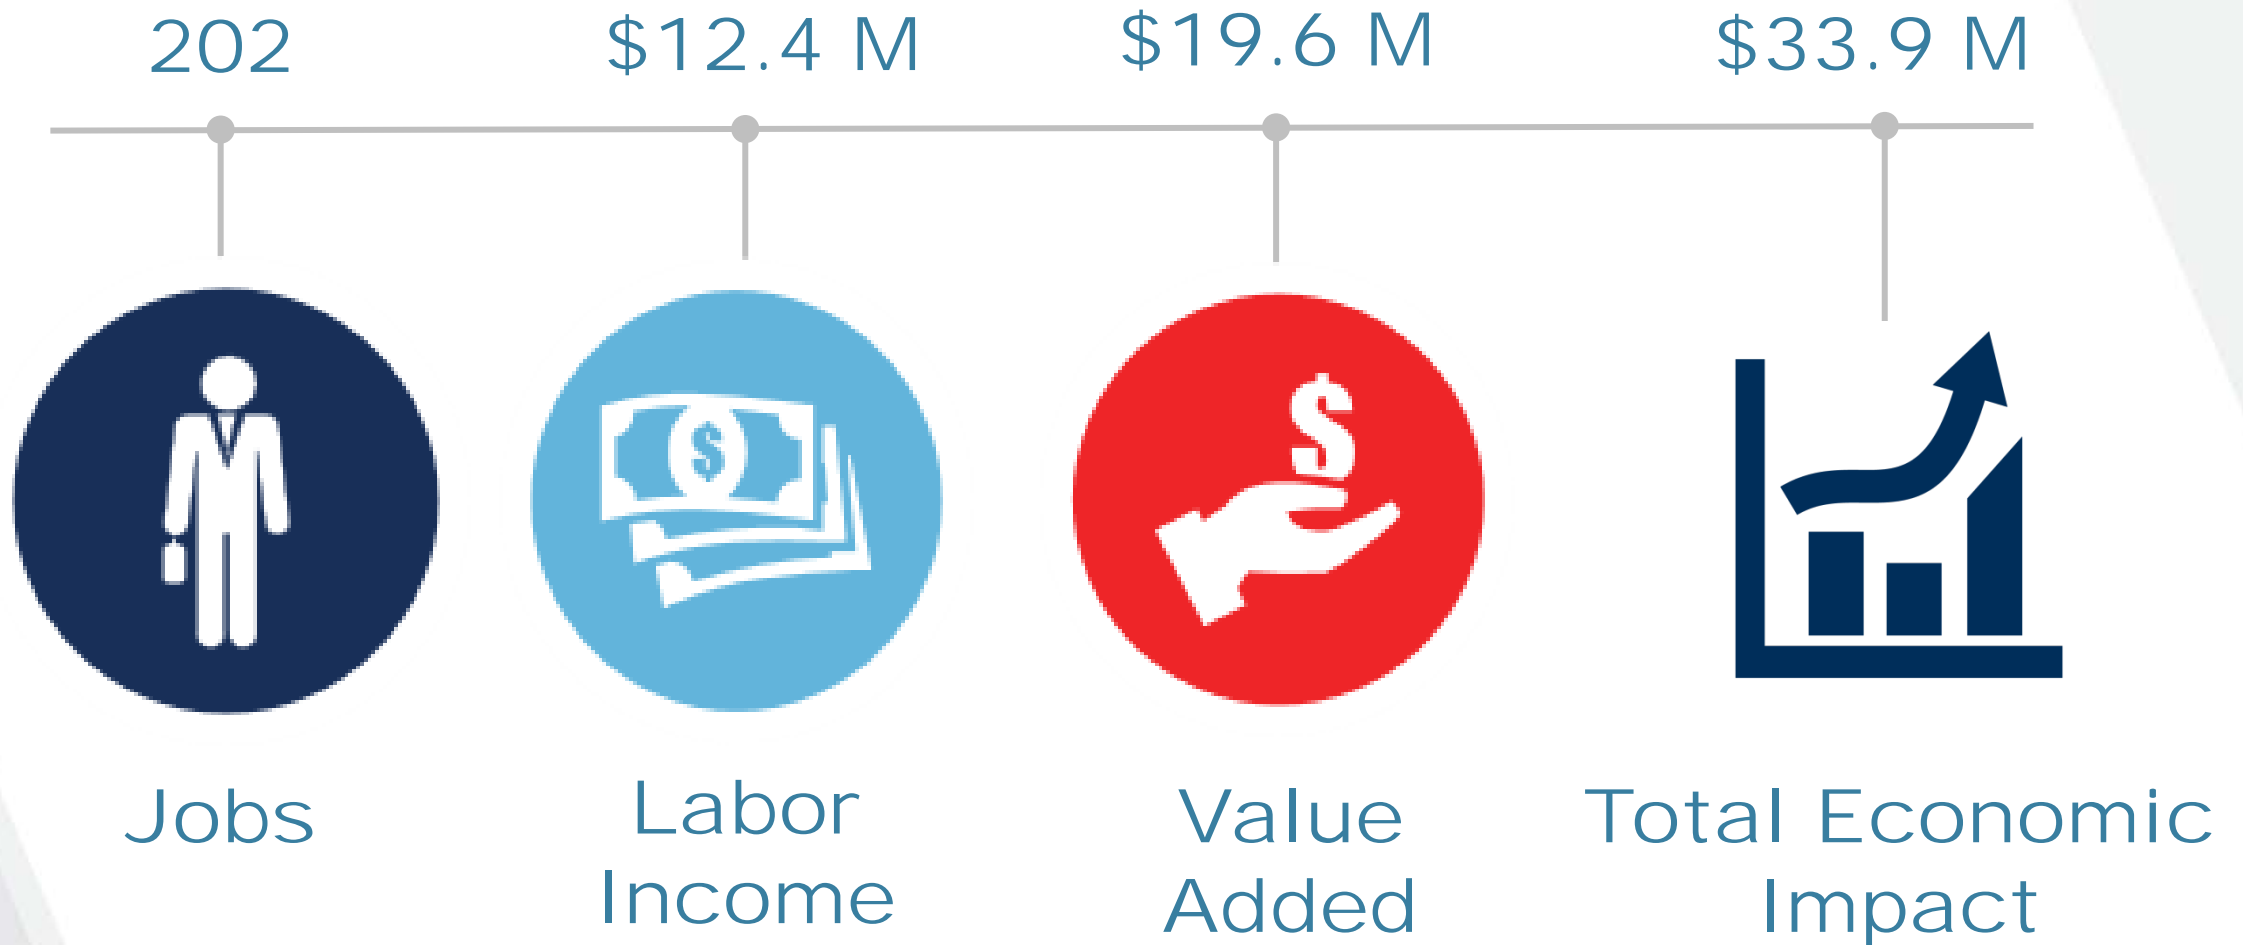 202
$12.4 M
$19.6 M
$33.9 M
$
$
Jobs
Labor
Income
Value
Added
Total Economic
Impact